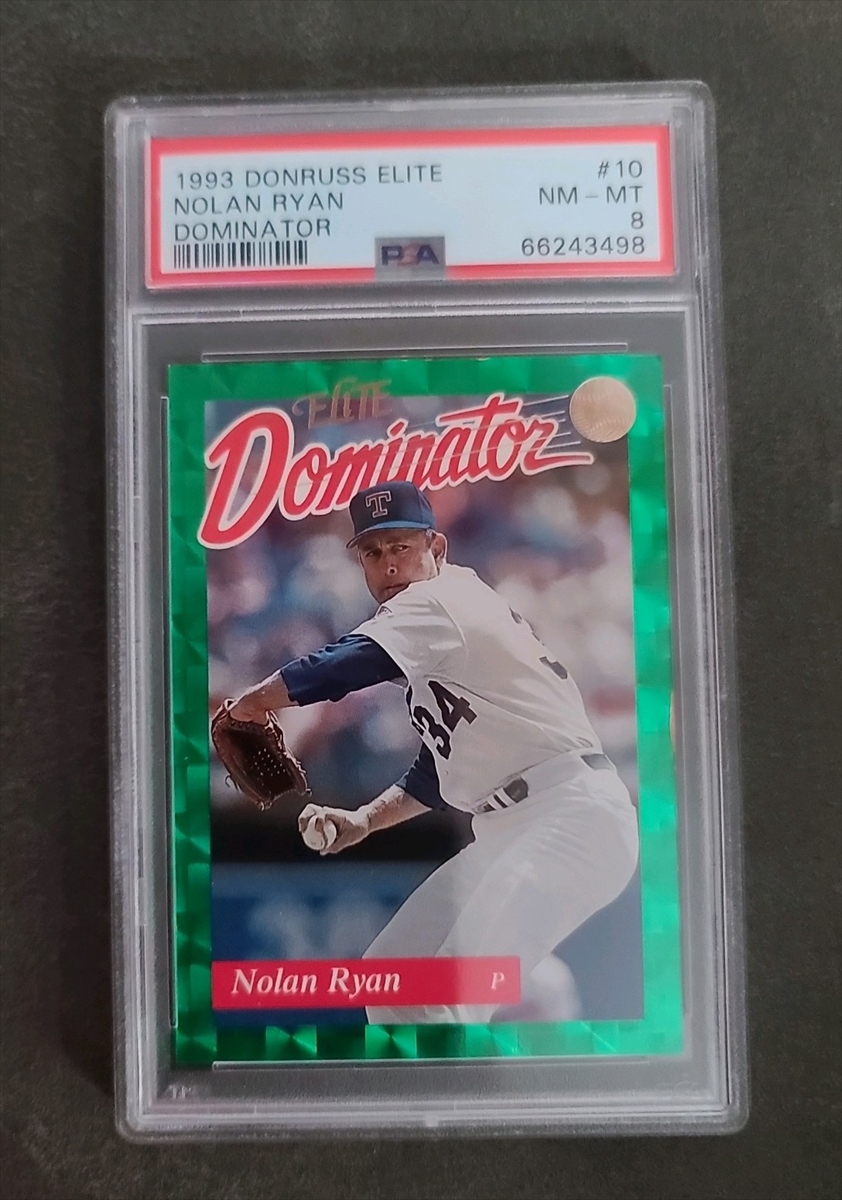 1993 DONRUSS ELITE #10
NOLAN RYAN NM - MT
DOMINATOR 8
PSA 66243498
ELITE
Dominator
T
34
Nolan Ryan P